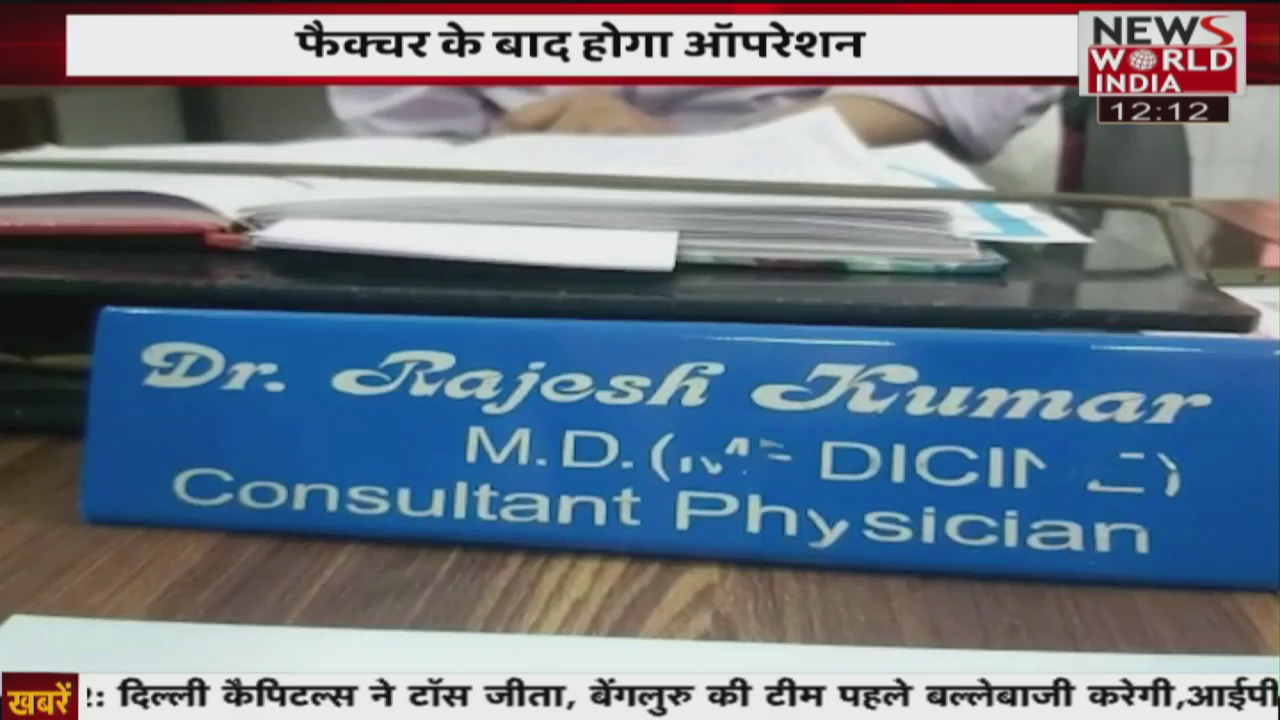 फैक्चर के बाद होगा ऑपरेशन
NEWS
WORLD
INDIA
12:12
Dr. Rajesh Kumar
M.D.
Consultant Physician
खबरें
: दिल्ली कैपिटल्स ने टॉस जीता, बेंगलुरु की टीम पहले बल्लेबाजी करेगी,